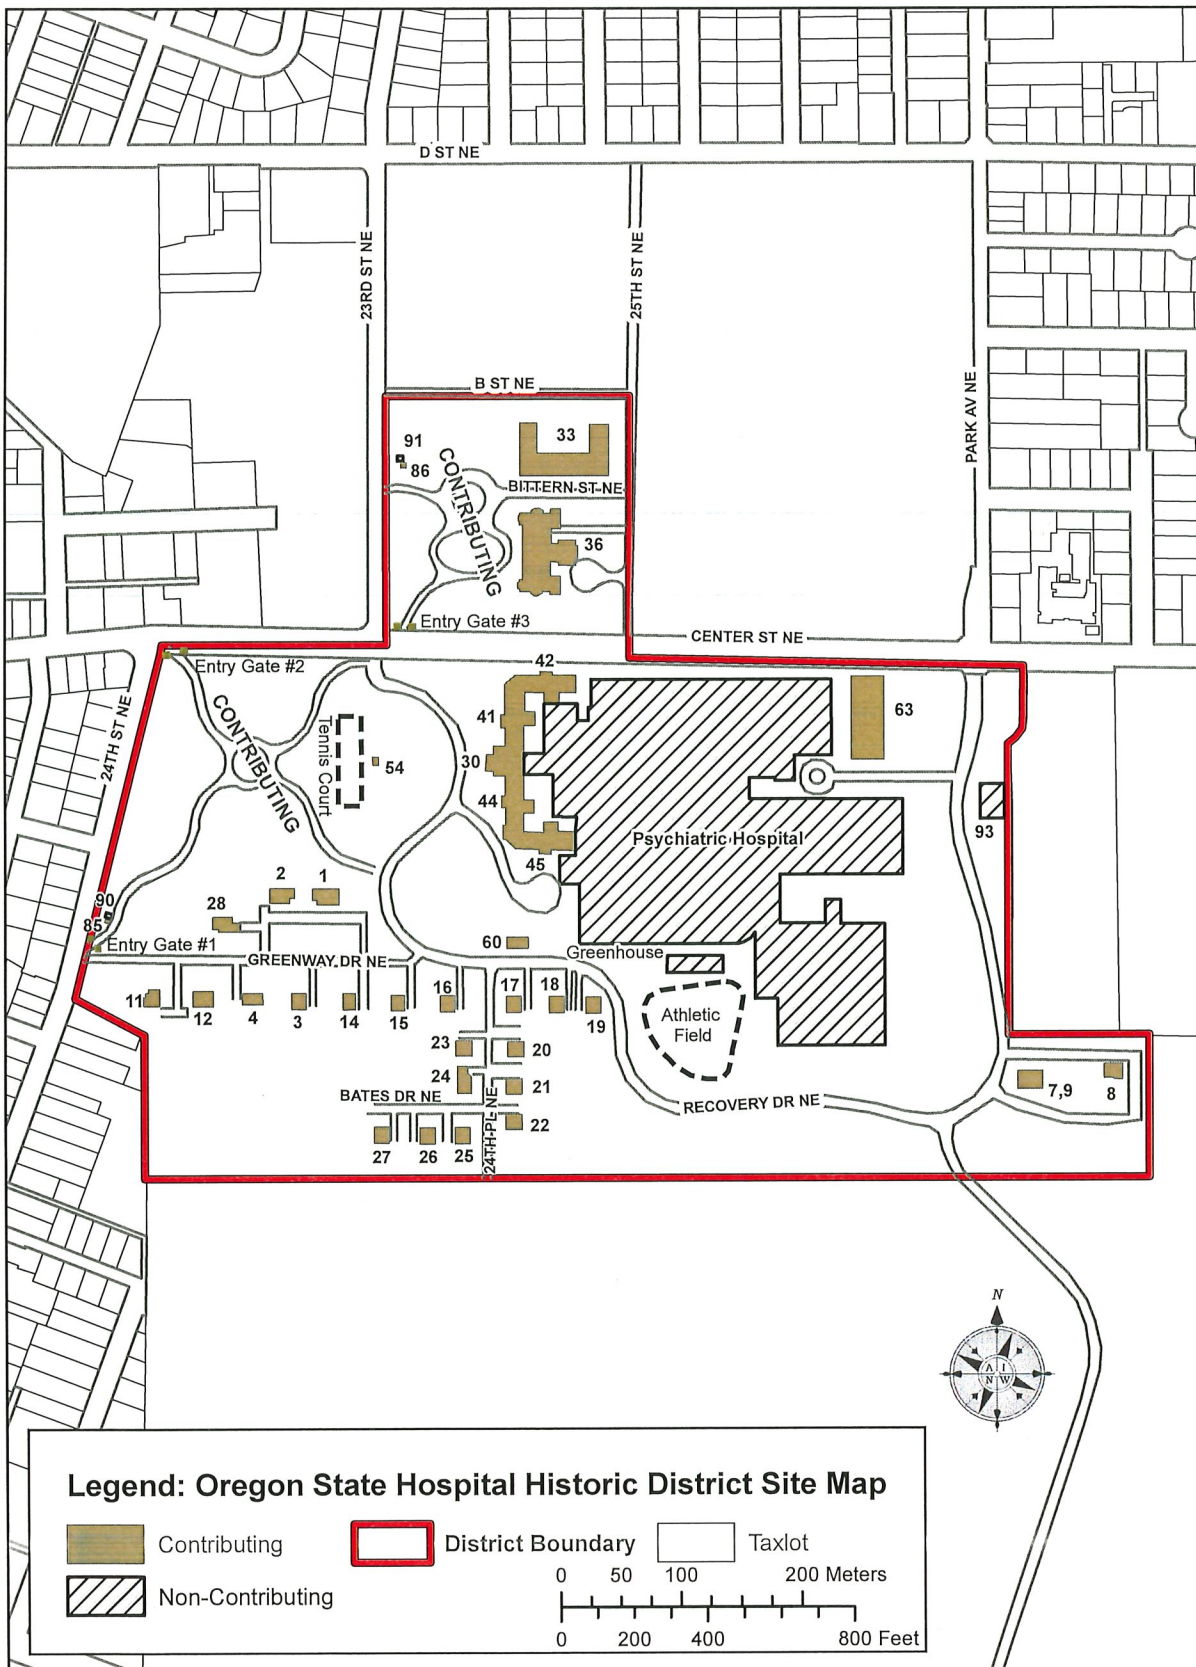 D ST NE
23RD ST NE
25TH ST NE
PARK AV NE
B ST NE
33
91
86
CONTRIBUTING
BITTERN ST NE
36
Entry Gate #3
CENTER ST NE
Entry Gate #2
42
24TH ST NE
CONTRIBUTING
Tennis Court
54
41
30
44
45
63
93
Psychiatric Hospital
2
1
28
90
85
Entry Gate #1
60
Greenhouse
GREENWAY DR NE
11
12
4
3
14
15
16
17
18
19
Athletic
Field
23
20
24
21
BATES DR NE
24TH PL NE
22
27
26
25
RECOVERY DR NE
7,9
8
N
A I
N W
Legend: Oregon State Hospital Historic District Site Map
Contributing
District Boundary
Taxlot
Non-Contributing
0 50 100 200 Meters
0 200 400 800 Feet